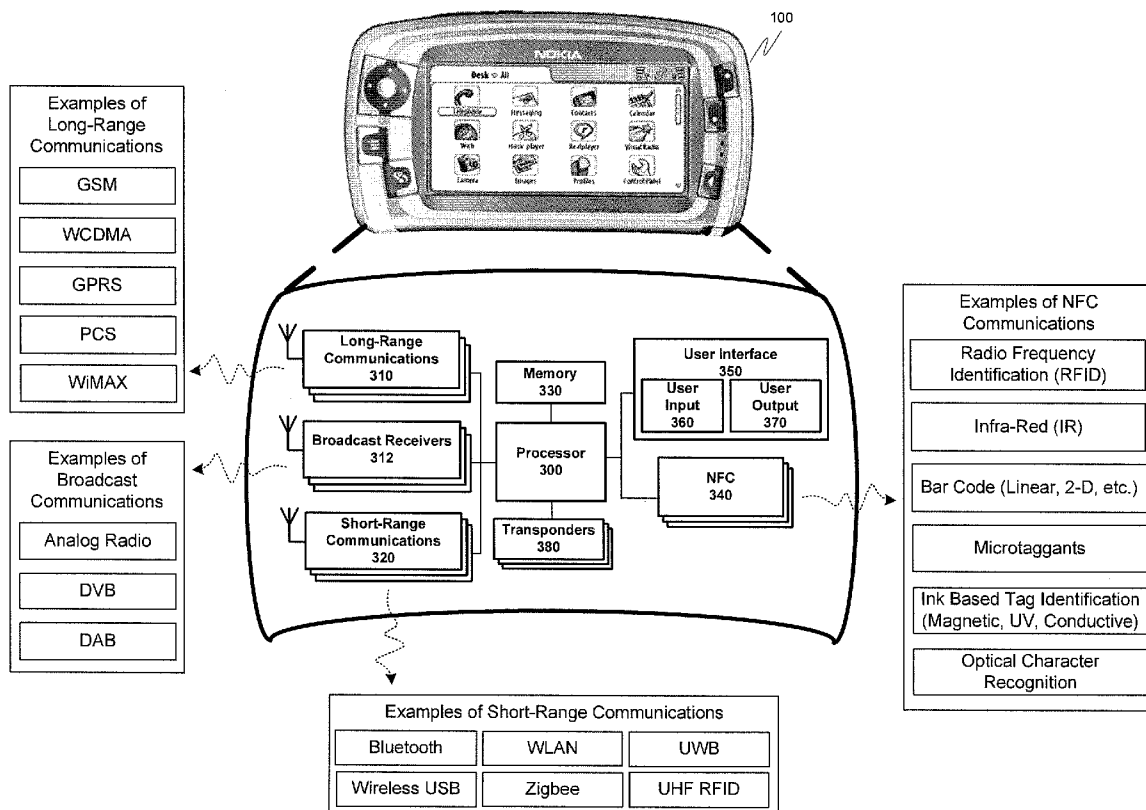 100
NOKIA
Desk
All
Telephone
Messaging
Contacts
Calendar
Web
Music player
RealPlayer
Visual Radio
Camera
Images
Profiles
Control Panel
Examples of
Long-Range
Communications
GSM
WCDMA
GPRS
PCS
WiMAX
Examples of
Broadcast
Communications
Analog Radio
DVB
DAB
Long-Range
Communications
310
Broadcast Receivers
312
Short-Range
Communications
320
Memory
330
Processor
300
Transponders
380
User Interface
350
User
Input
360
User
Output
370
NFC
340
Examples of NFC
Communications
Radio Frequency
Identification (RFID)
Infra-Red (IR)
Bar Code (Linear, 2-D, etc.)
Microtaggants
Ink Based Tag Identification
(Magnetic, UV, Conductive)
Optical Character
Recognition
Examples of Short-Range Communications
Bluetooth
WLAN
UWB
Wireless USB
Zigbee
UHF RFID